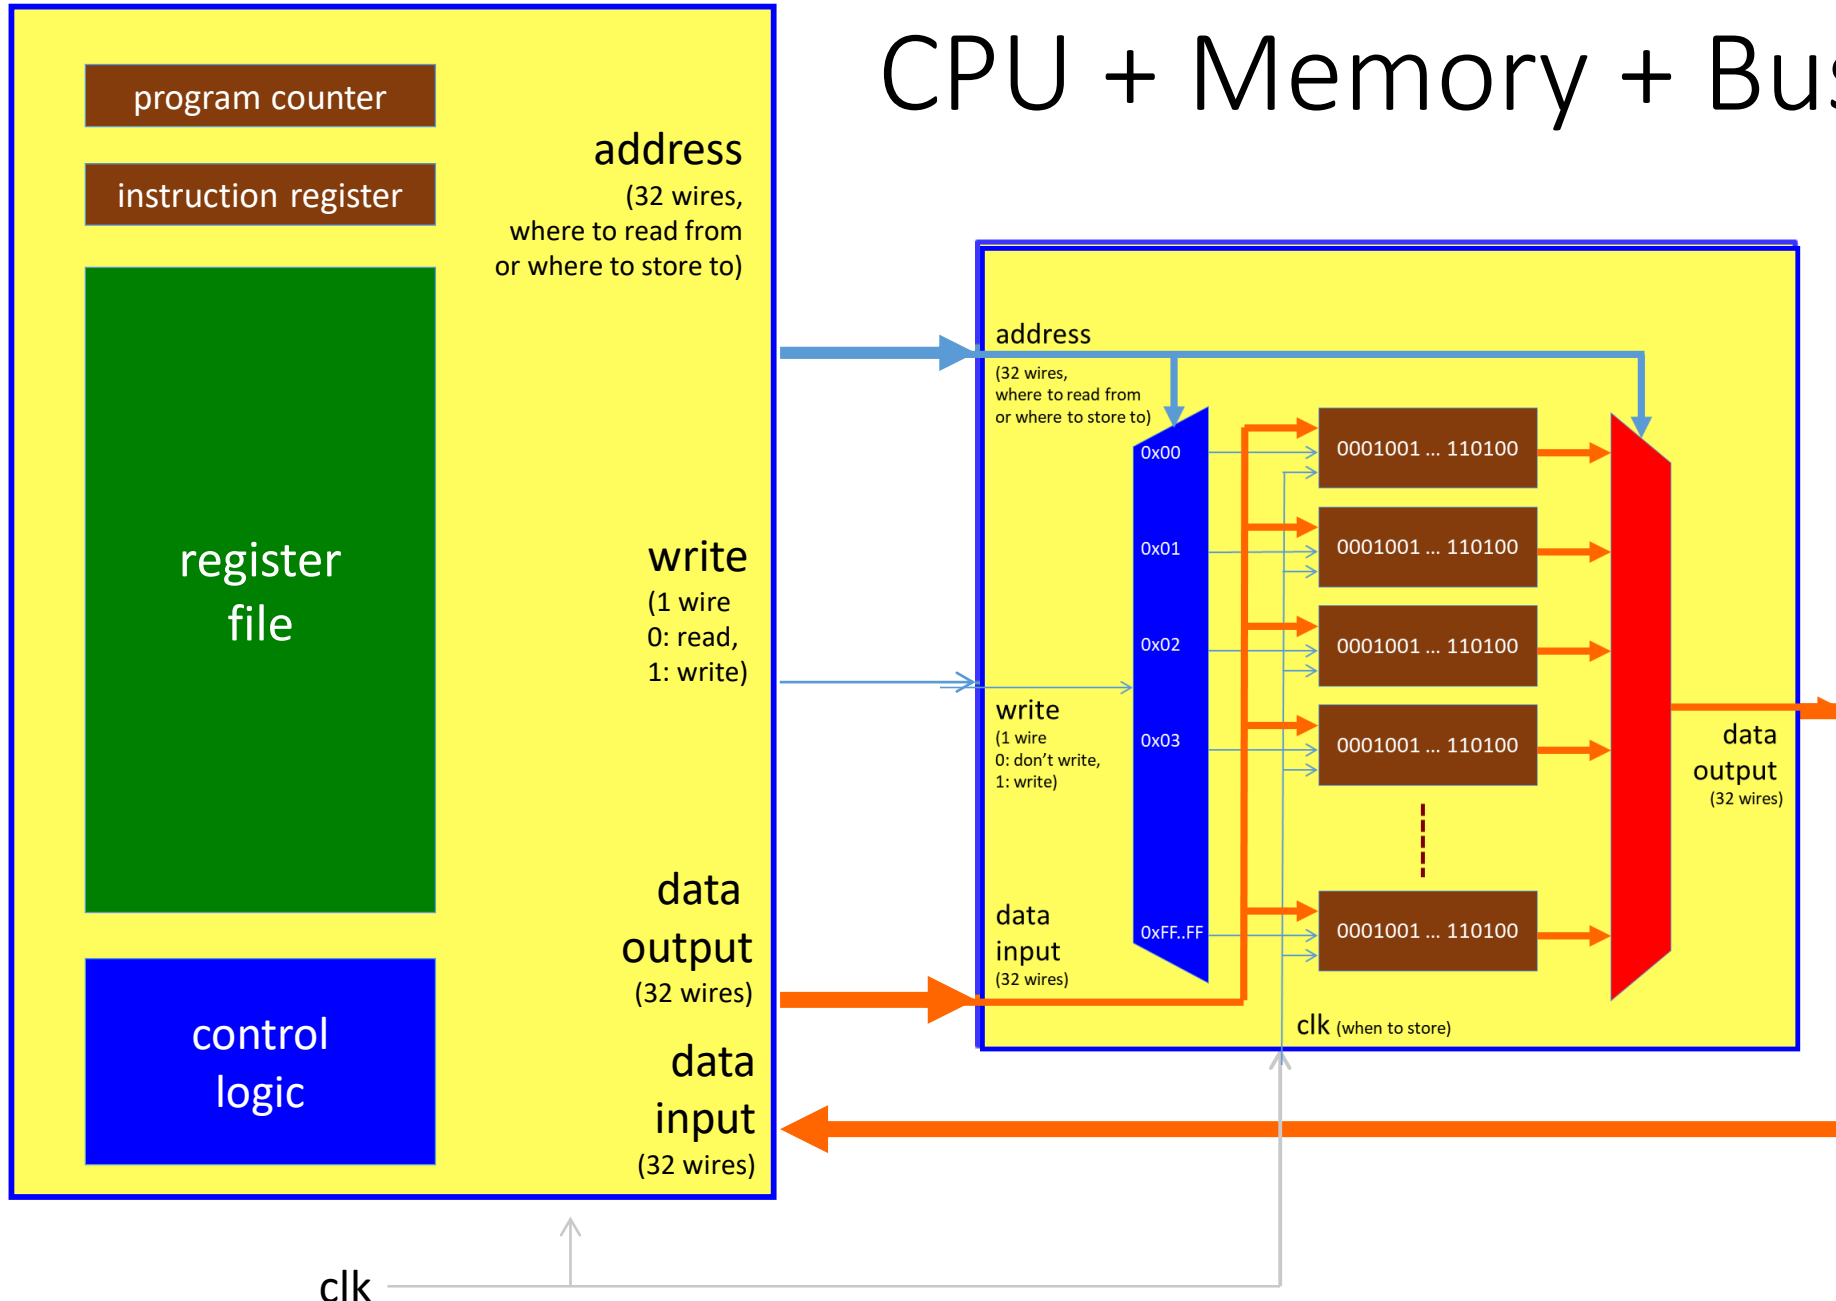 CPU + Memory + Bus
program counter
instruction register
register
file
control
logic
address
(32 wires,
where to read from
or where to store to)
write
(1 wire
0: read,
1: write)
data
output
(32 wires)
data
input
(32 wires)
clk
address
(32 wires,
where to read from
or where to store to)
write
(1 wire
0: don't write,
1: write)
data
input
(32 wires)
0x00
0x01
0x02
0x03
0xFF..FF
0001001 ... 110100
0001001 ... 110100
0001001 ... 110100
0001001 ... 110100
0001001 ... 110100
clk (when to store)
data
output
(32 wires)